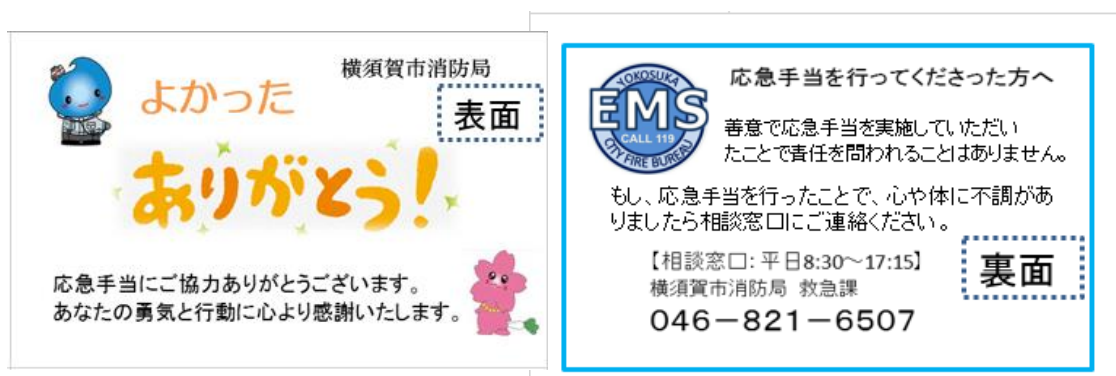 横須賀市消防局
よかった
表面
ありがとう!
応急手当にご協力ありがとうございます。
あなたの勇気と行動に心より感謝いたします。
YOKOSUKA
EMS
CALL 119
CITY FIRE BUREAU
応急手当を行ってくださった方へ
善意で応急手当を実施していただい
たことで責任を問われることはありません。
もし、応急手当を行ったことで、心や体に不調があ
りましたら相談窓口にご連絡ください。
【相談窓口:平日8:30~17:15】
横須賀市消防局 救急課
046-821-6507
裏面